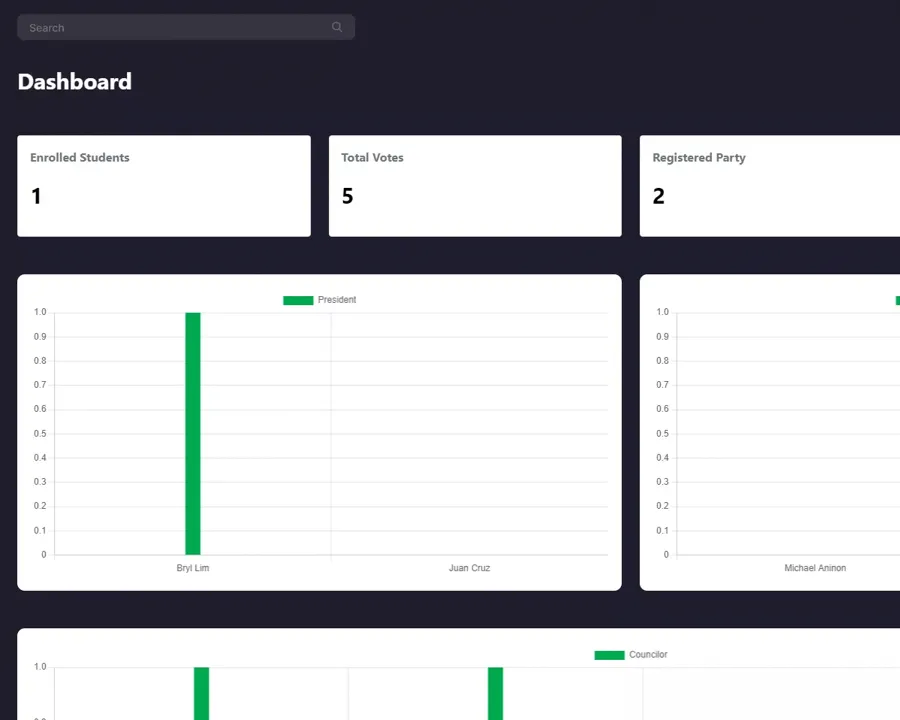 Search
Dashboard
Enrolled Students
1
Total Votes
5
Registered Party
2
President
1.0
0.9
0.8
0.7
0.6
0.5
0.4
0.3
0.2
0.1
0
Bryl Lim
Juan Cruz
1.0
0.9
0.8
0.7
0.6
0.5
0.4
0.3
0.2
0.1
0
Michael Aninon
Councilor
1.0